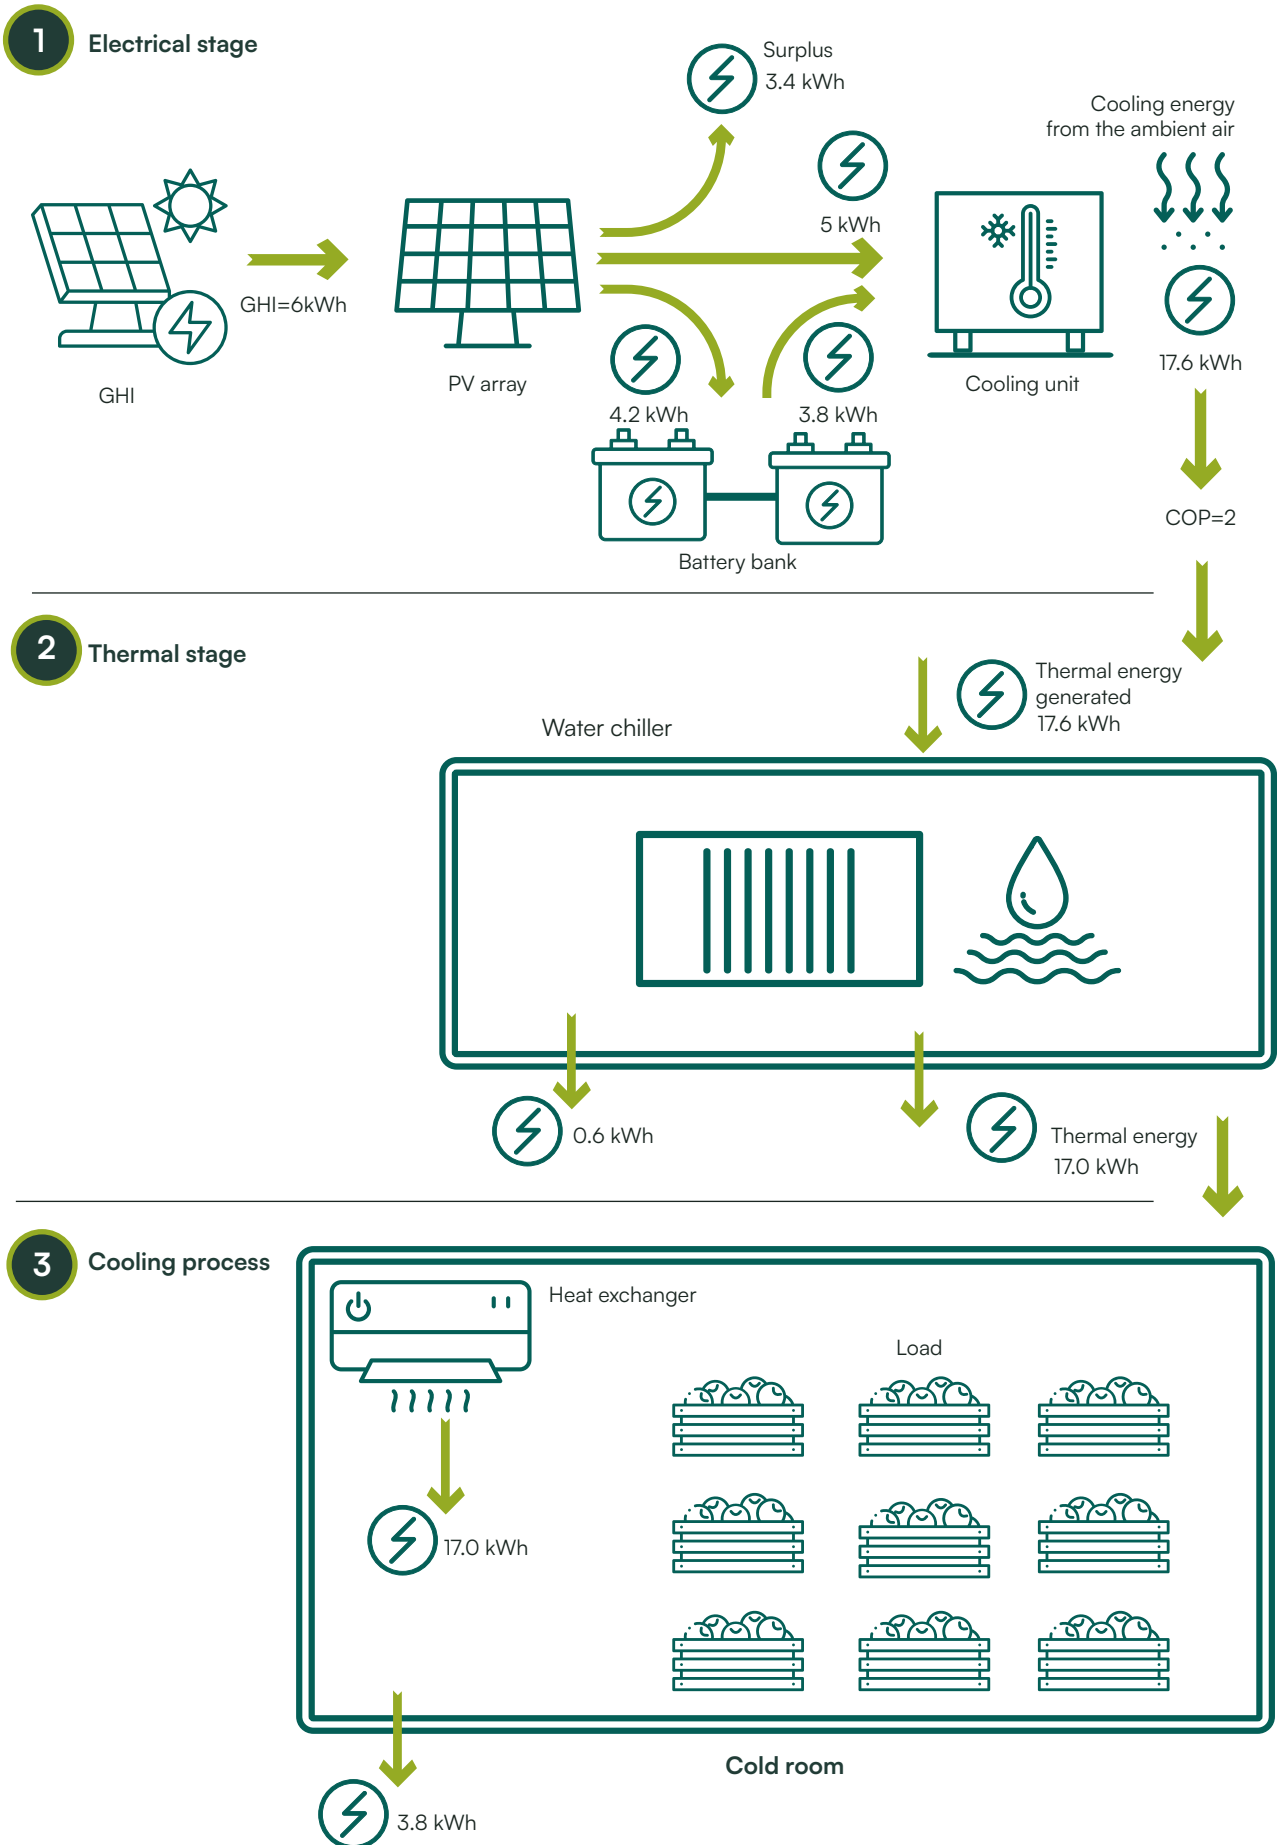 1
Electrical stage
Surplus
3.4 kWh
Cooling energy
from the ambient air
5 kWh
GHI=6kWh
17.6 kWh
GHI
PV array
Cooling unit
4.2 kWh
3.8 kWh
COP=2
Battery bank
2
Thermal stage
Thermal energy
generated
17.6 kWh
Water chiller
0.6 kWh
Thermal energy
17.0 kWh
3
Cooling process
Heat exchanger
Load
17.0 kWh
Cold room
3.8 kWh